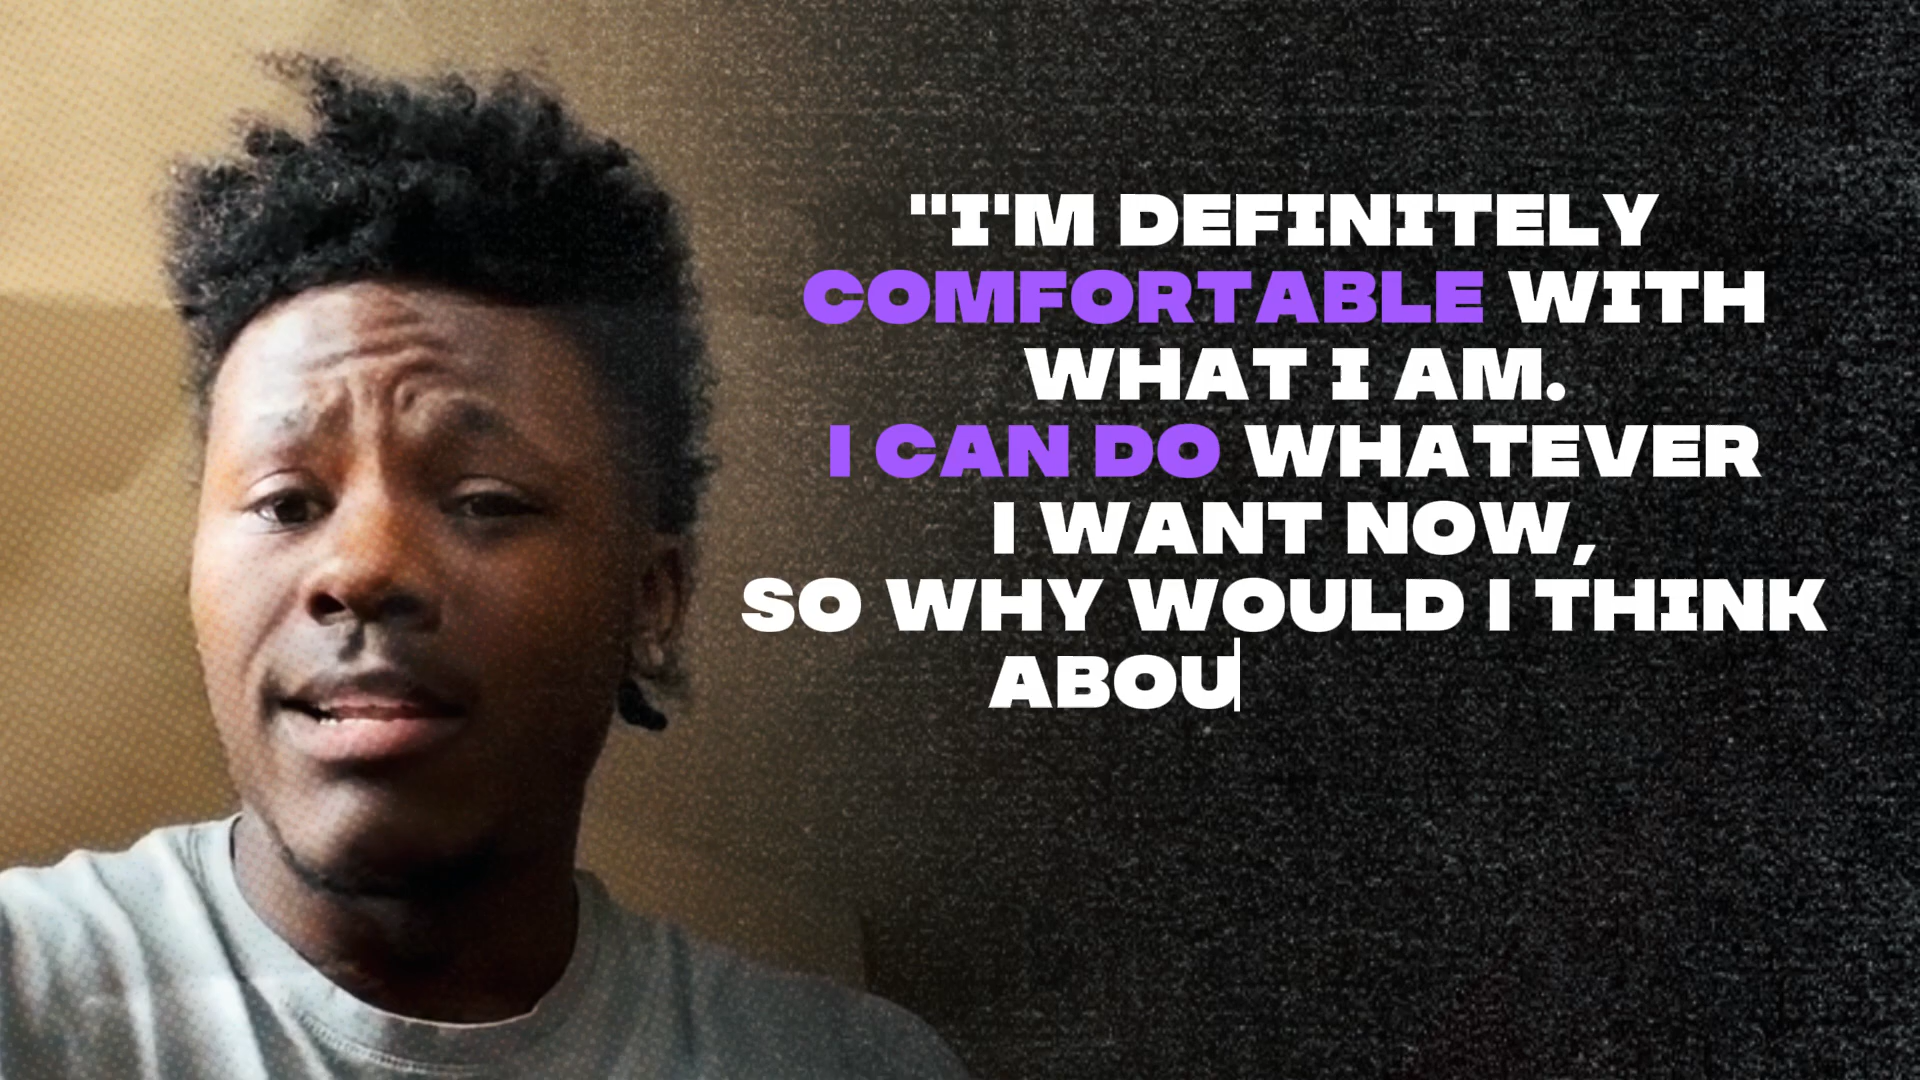 "I'M DEFINITELY
COMFORTABLE WITH
WHAT I AM.
I CAN DO WHATEVER
I WANT NOW,
SO WHY WOULD I THINK
ABOU